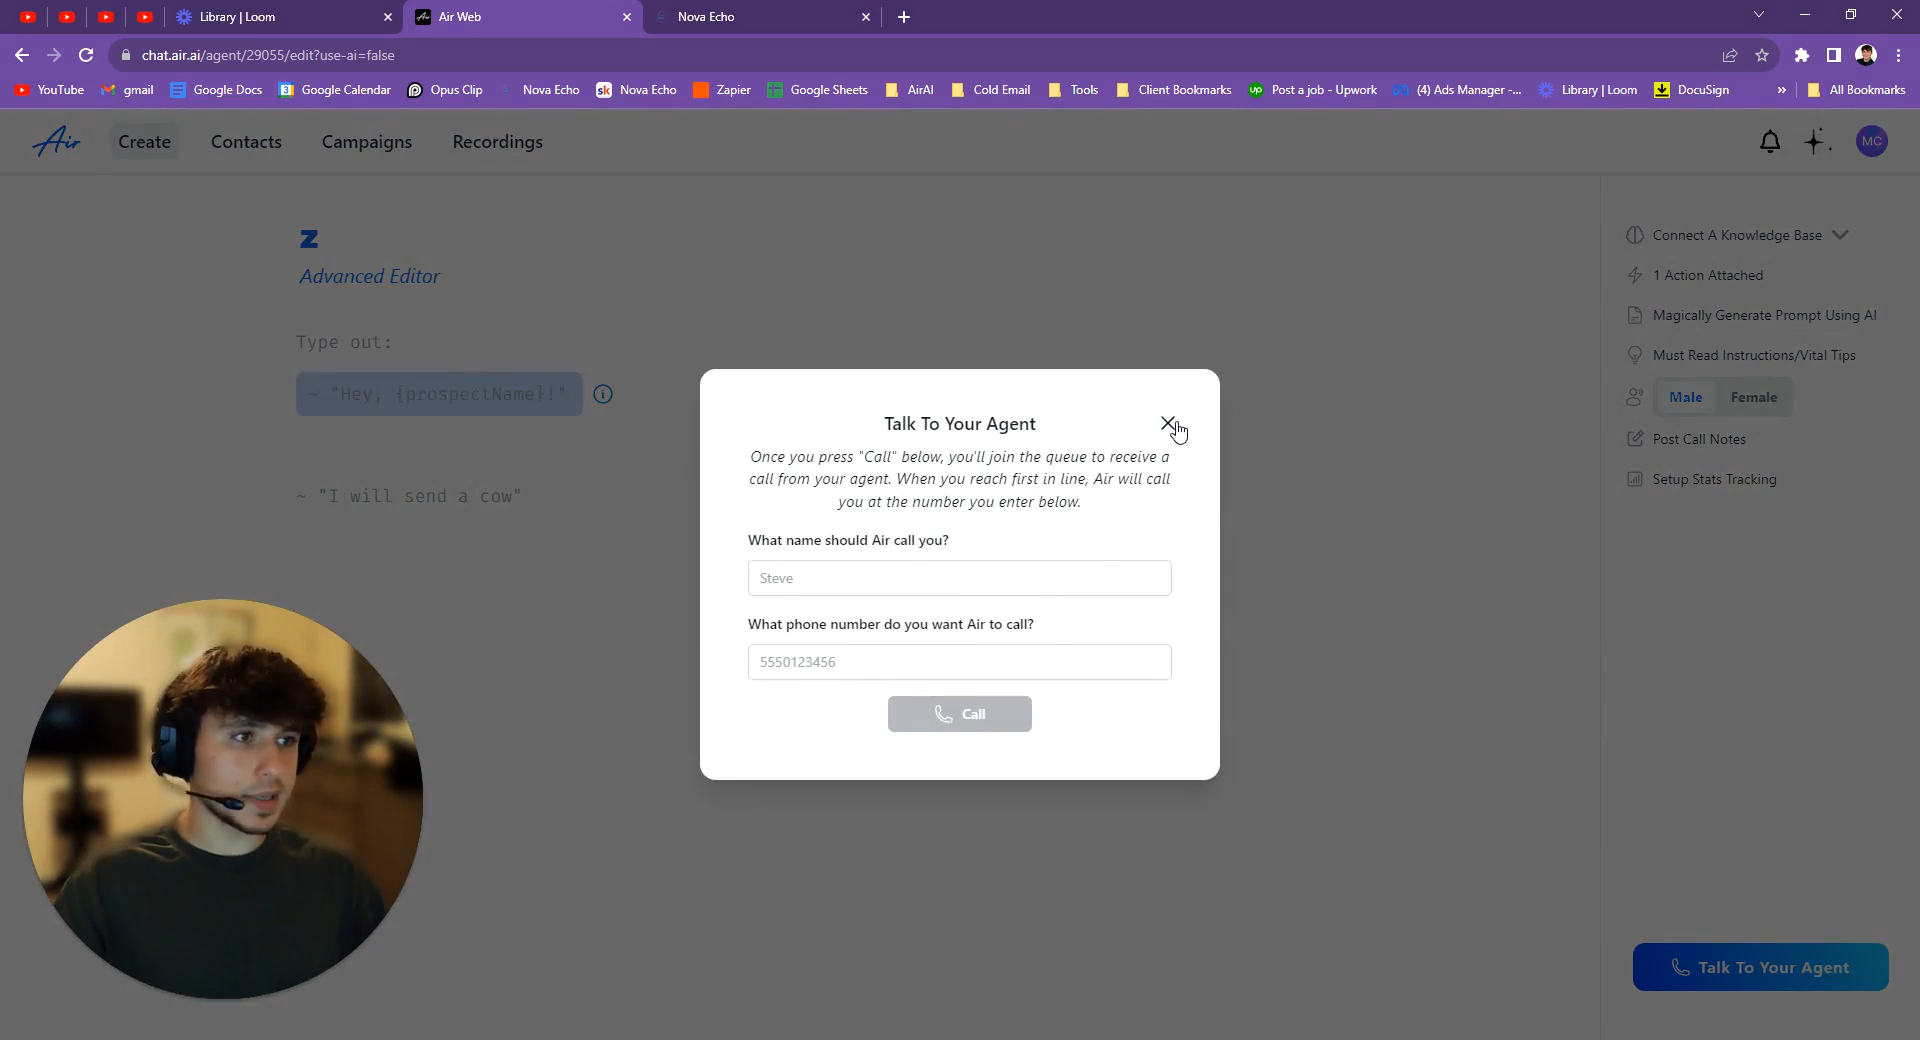 Library | Loom
Air Web
Nova Echo
chat.air.ai/agent/29055/edit?use-ai=false
YouTube
gmail
Google Docs
3
Google Calendar
Opus Clip
Nova Echo
sk
Nova Echo
Zapier
Google Sheets
AirAI
Cold Email
Tools
Client Bookmarks
up
Post a job - Upwork
(4) Ads Manager -...
Library | Loom
DocuSign
»
All Bookmarks
Air
Create
Contacts
Campaigns
Recordings
MC
z
Advanced Editor
Type out:
~ "Hey, {prospectName}!"
~ "I will send a cow"
Talk To Your Agent
Once you press "Call" below, you'll join the queue to receive a
call from your agent. When you reach first in line, Air will call
you at the number you enter below.
What name should Air call you?
Steve
What phone number do you want Air to call?
5550123456
Call
Connect A Knowledge Base
1 Action Attached
Magically Generate Prompt Using AI
Must Read Instructions/Vital Tips
Male
Female
Post Call Notes
Setup Stats Tracking
Talk To Your Agent